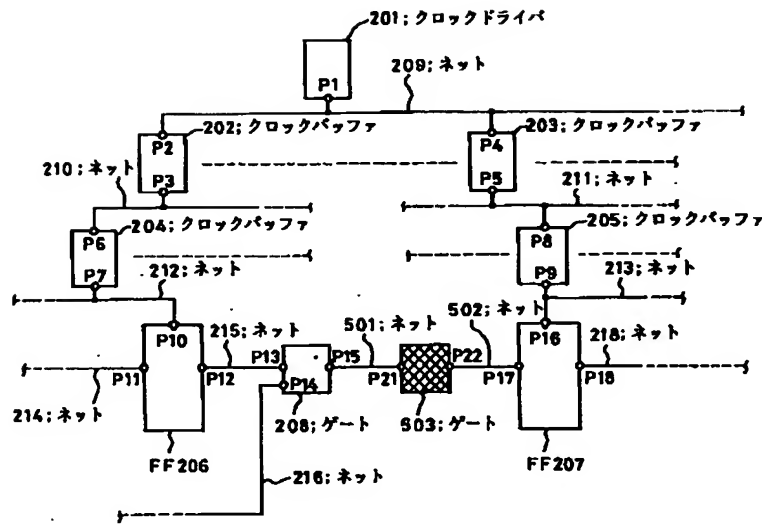 201;クロックドライバ
P1
209;ネット
202;クロックバッファ
203;クロックバッファ
P2
P4
P3
P5
210;ネット
211;ネット
204;クロックバッファ
205;クロックバッファ
P6
P8
P7
P9
212;ネット
213;ネット
P10
215;ネット
501;ネット
502;ネット
P16
218;ネット
P11
P12
P13
P14
P15
P21
P22
P17
P18
214;ネット
208;ゲート
503;ゲート
FF206
FF207
216;ネット